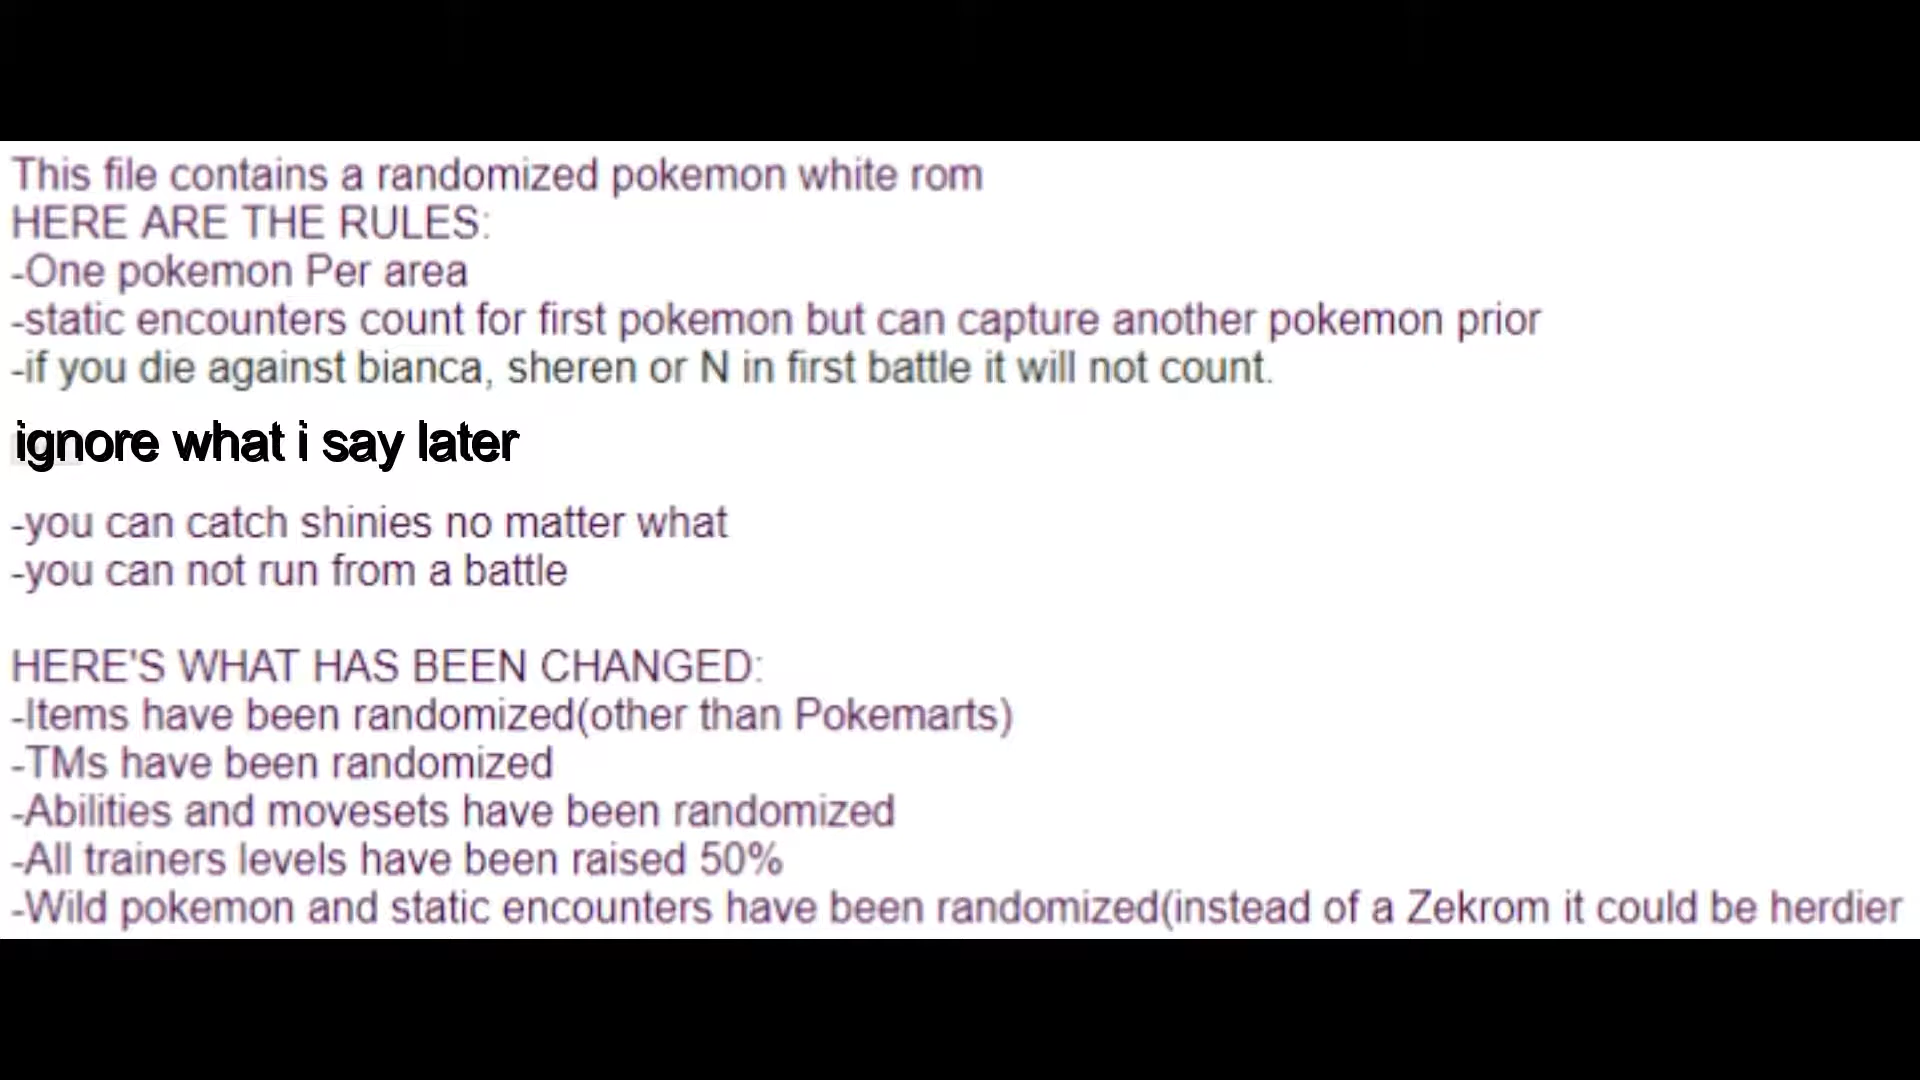 This file contains a randomized pokemon white rom
HERE ARE THE RULES:
-One pokemon Per area
-static encounters count for first pokemon but can capture another pokemon prior
-if you die against bianca, sheren or N in first battle it will not count.
ignore what i say later
-you can catch shinies no matter what
-you can not run from a battle
HERE'S WHAT HAS BEEN CHANGED:
-Items have been randomized(other than Pokemarts)
-TMs have been randomized
-Abilities and movesets have been randomized
-All trainers levels have been raised 50%
-Wild pokemon and static encounters have been randomized(instead of a Zekrom it could be herdier